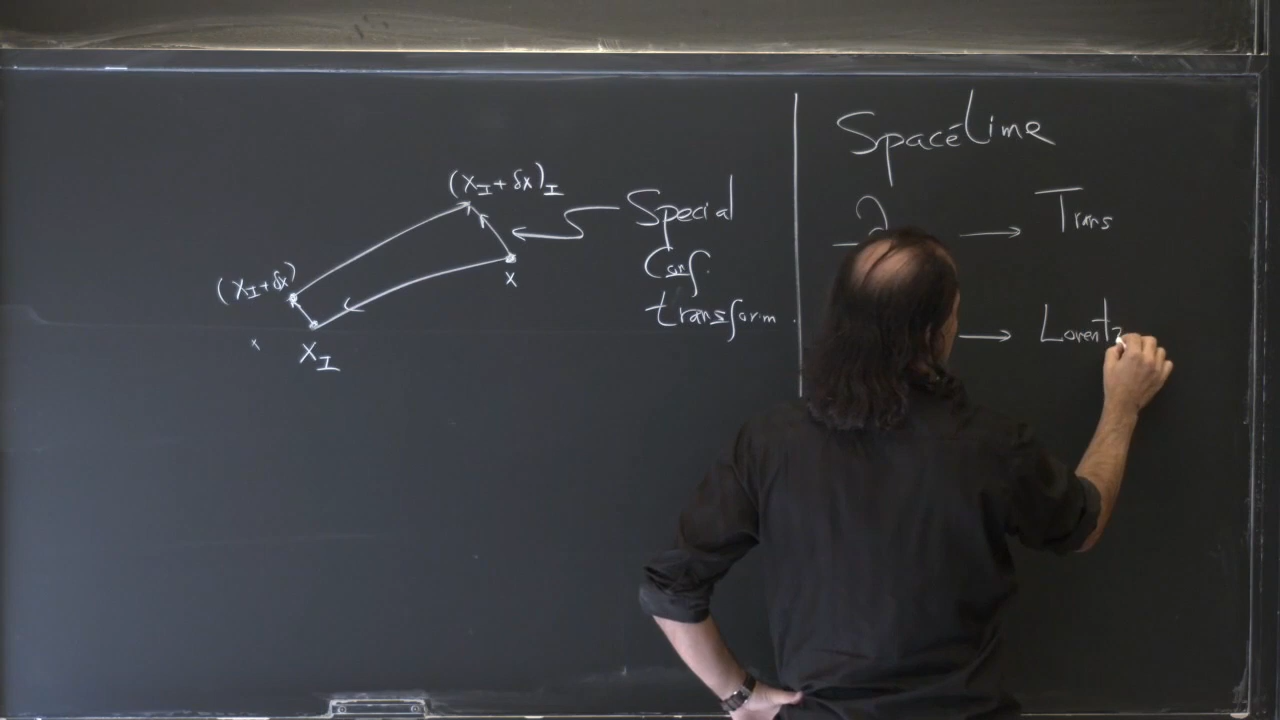 (x_I + δx)_I
(x_I + δx)
x
x
x_I
Special
Conf.
transform.
Spacetime
∂ → Trans
→ Lorentz